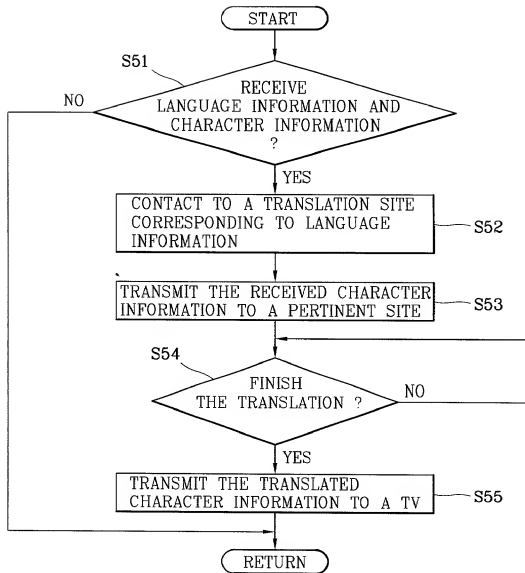 START
S51
RECEIVE
LANGUAGE INFORMATION AND
CHARACTER INFORMATION
?
NO
YES
CONTACT TO A TRANSLATION SITE
CORRESPONDING TO LANGUAGE
INFORMATION
S52
TRANSMIT THE RECEIVED CHARACTER
INFORMATION TO A PERTINENT SITE
S53
S54
FINISH
THE TRANSLATION ?
NO
YES
TRANSMIT THE TRANSLATED
CHARACTER INFORMATION TO A TV
S55
RETURN